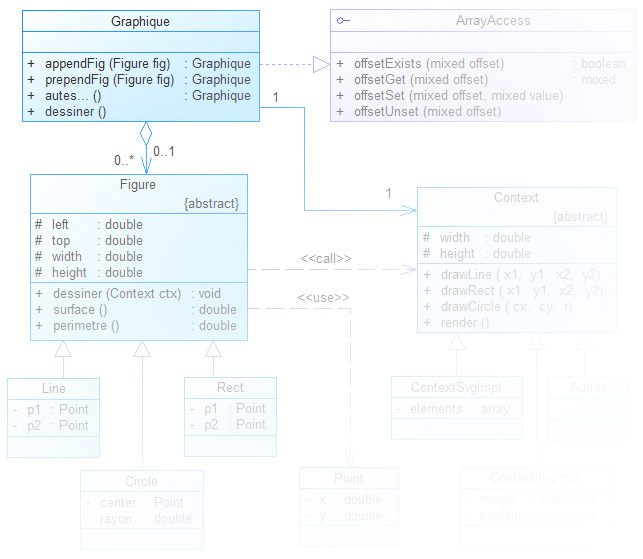 Graphique
+ appendFig (Figure fig) : Graphique
+ prependFig (Figure fig) : Graphique
+ autes... () : Graphique
+ dessiner ()
ArrayAccess
+ offsetExists (mixed offset) : boolean
+ offsetGet (mixed offset) : mixed
+ offsetSet (mixed offset, mixed value)
+ offsetUnset (mixed offset)
1
0..1
0..*
1
Figure
{abstract}
# left : double
# top : double
# width : double
# height : double
+ dessiner (Context ctx) : void
+ surface () : double
+ perimetre () : double
Context
{abstract}
# width : double
# height : double
+ drawLine ( x1, y1, x2, y2)
+ drawRect ( x1, y1, x2, y2)
+ drawCircle ( cx, cy, r)
+ render ()
<<call>>
<<use>>
Line
- p1 : Point
- p2 : Point
Rect
- p1 : Point
- p2 : Point
ContextSvgImpl
- elements : array
Autres
Circle
- center : Point
- rayon : double
Point
- x : double
- y : double
ContextImgImpl
- image : ressource
- couleur : ressource